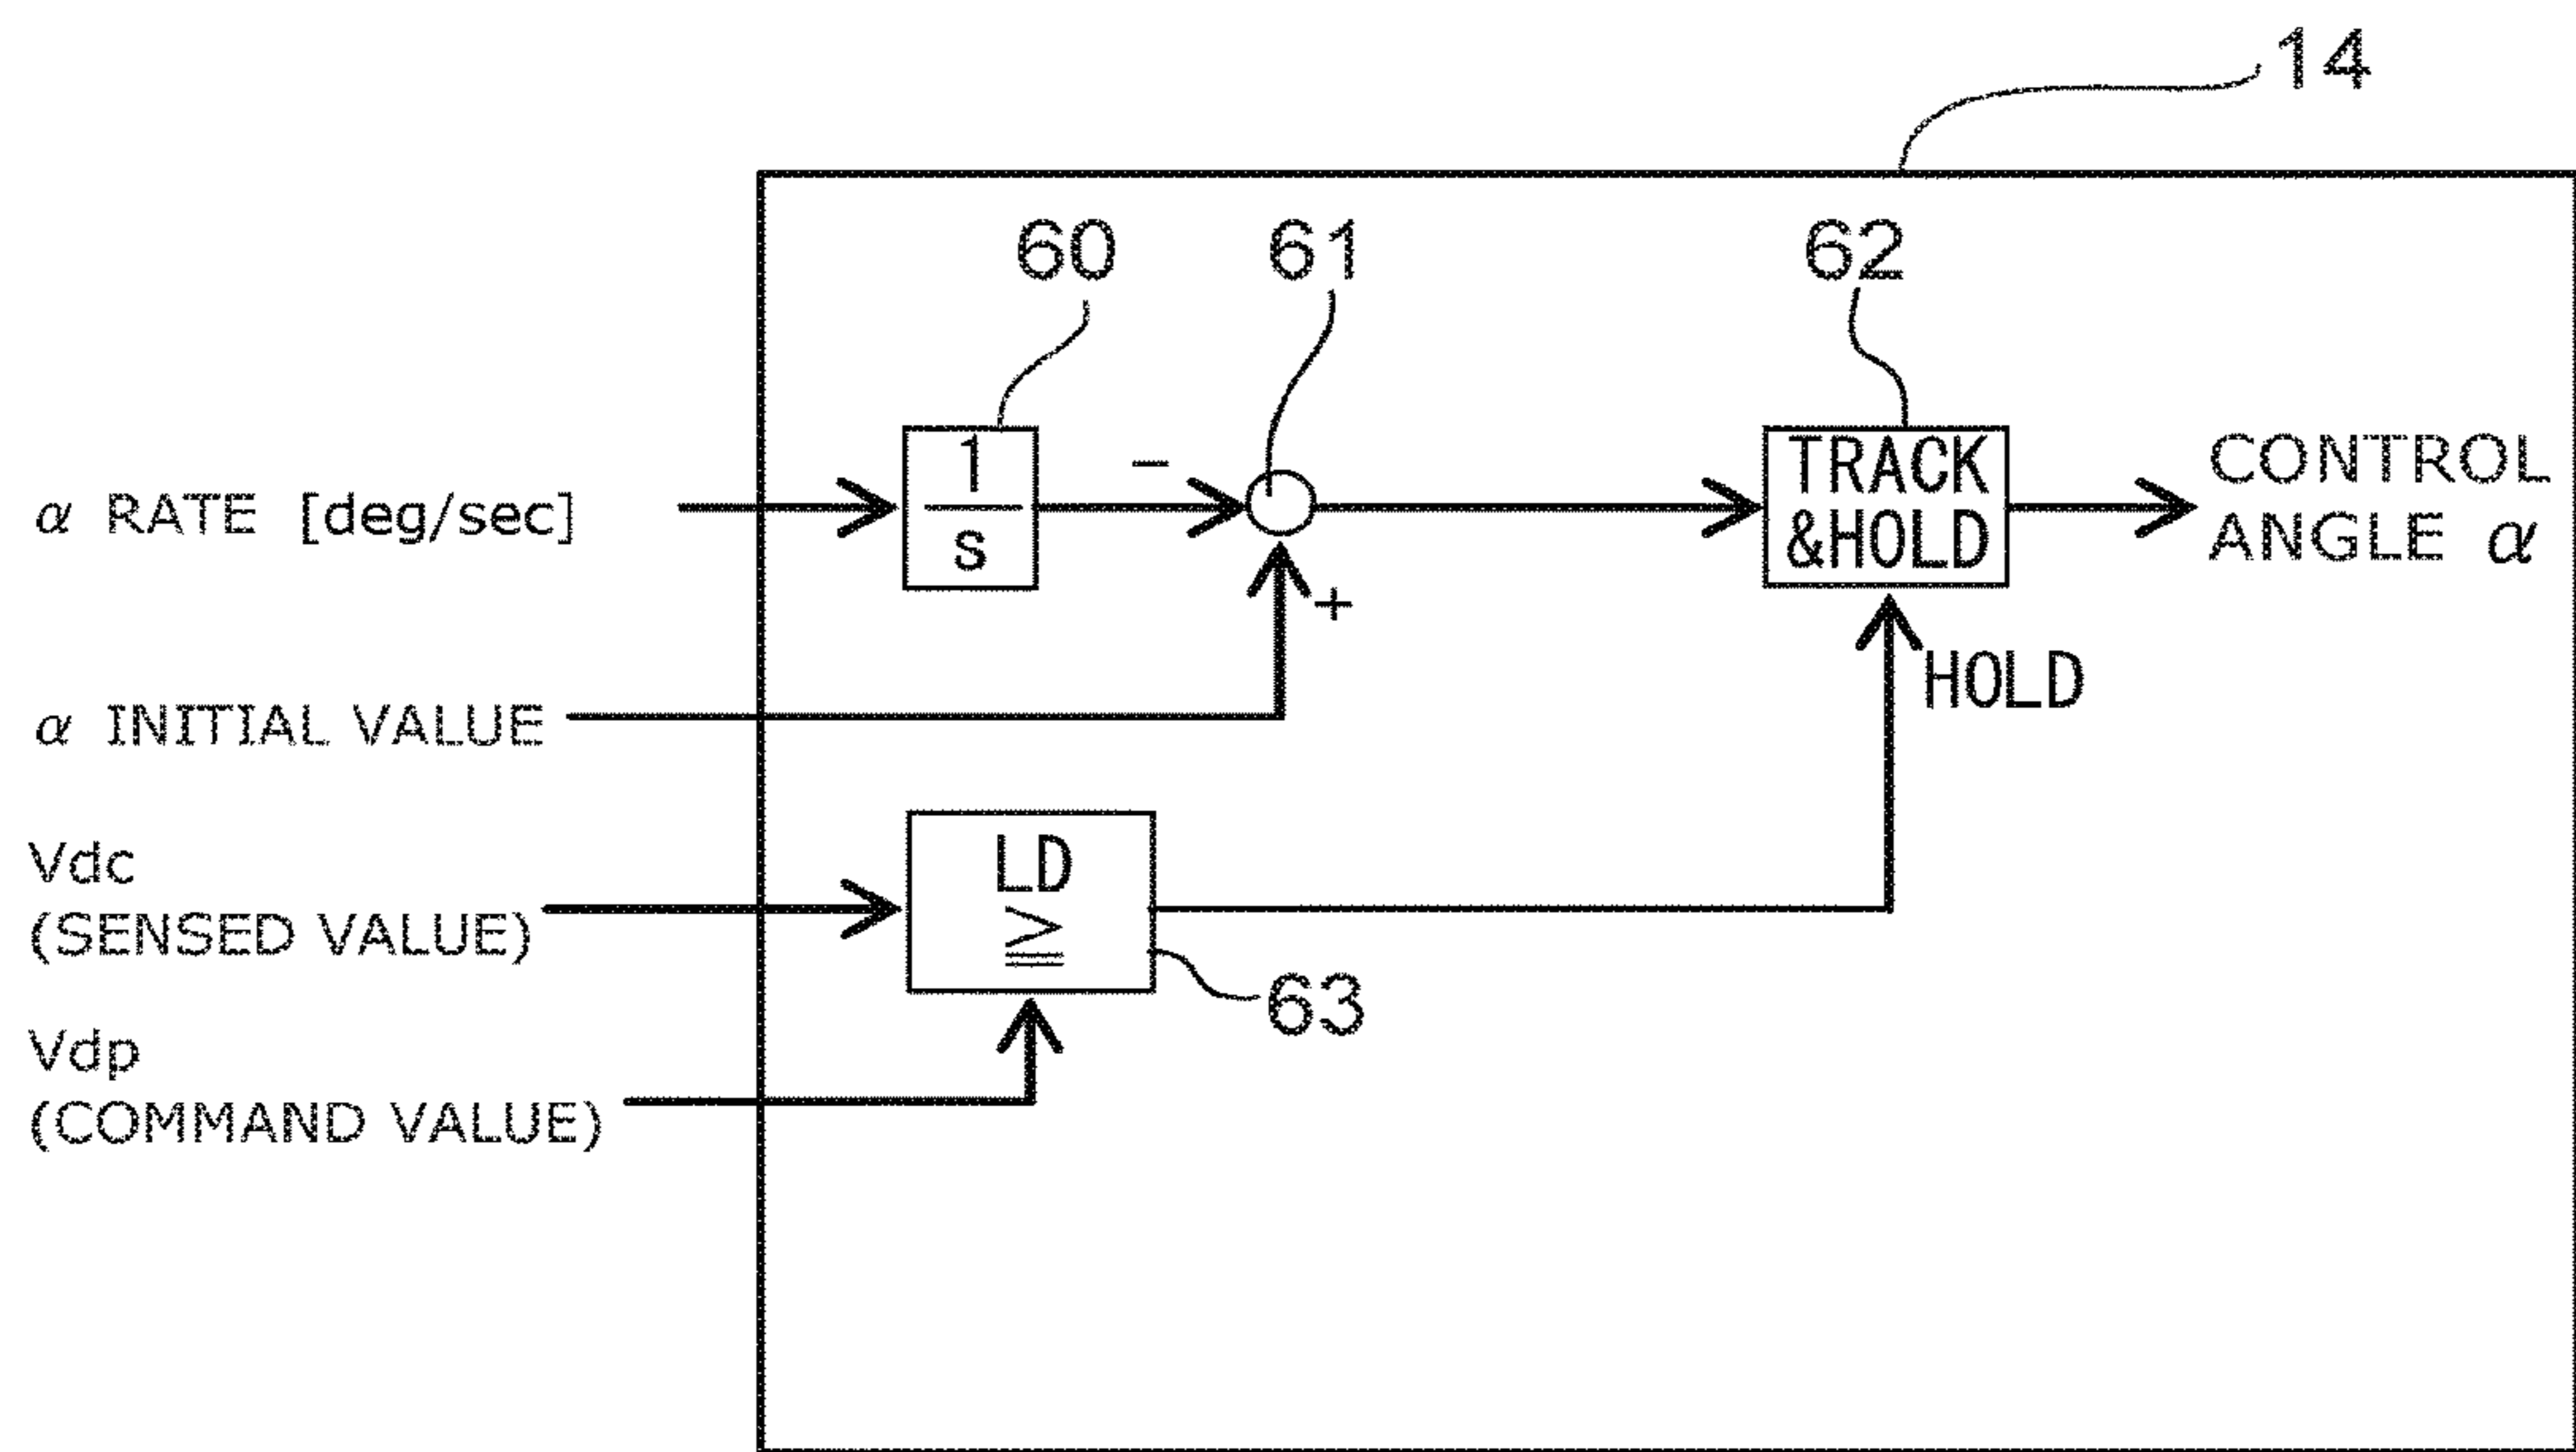 14
60
61
62
α RATE [deg/sec]
1
s
−
+
TRACK
&HOLD
CONTROL
ANGLE α
HOLD
α INITIAL VALUE
Vdc
(SENSED VALUE)
LD
≧
63
Vdp
(COMMAND VALUE)